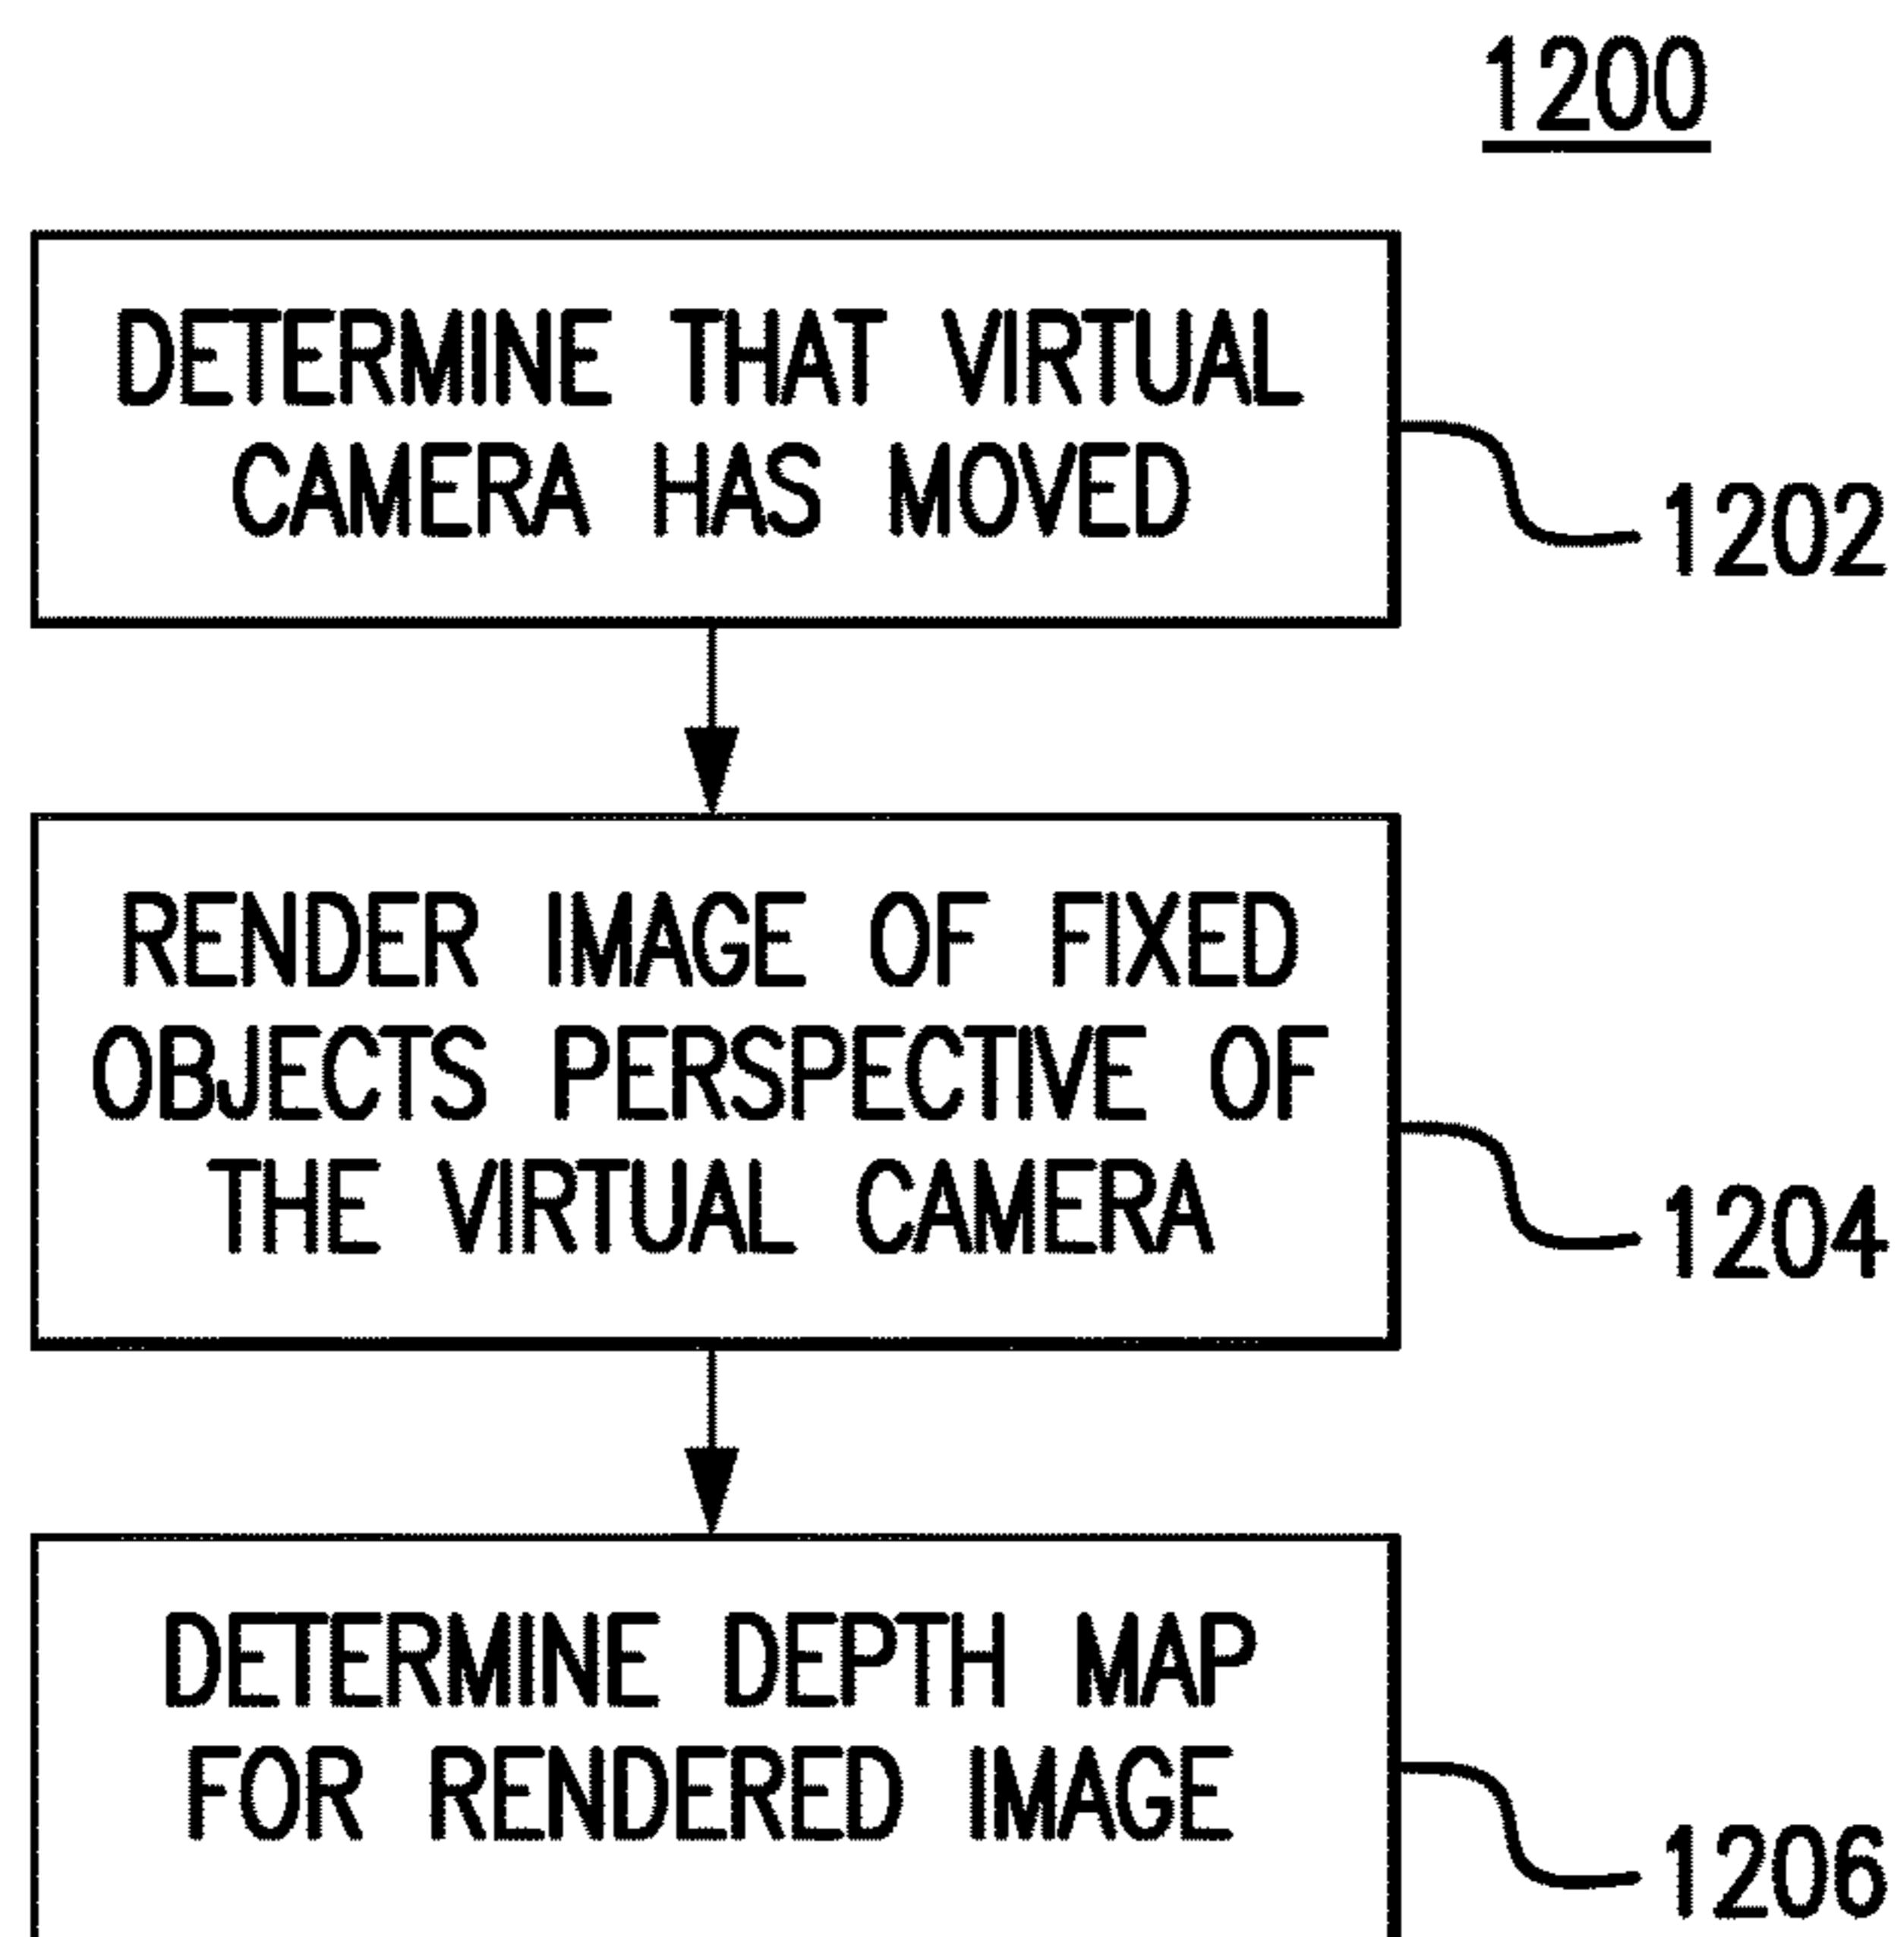 1200
DETERMINE THAT VIRTUAL
CAMERA HAS MOVED
1202
RENDER IMAGE OF FIXED
OBJECTS PERSPECTIVE OF
THE VIRTUAL CAMERA
1204
DETERMINE DEPTH MAP
FOR RENDERED IMAGE
1206